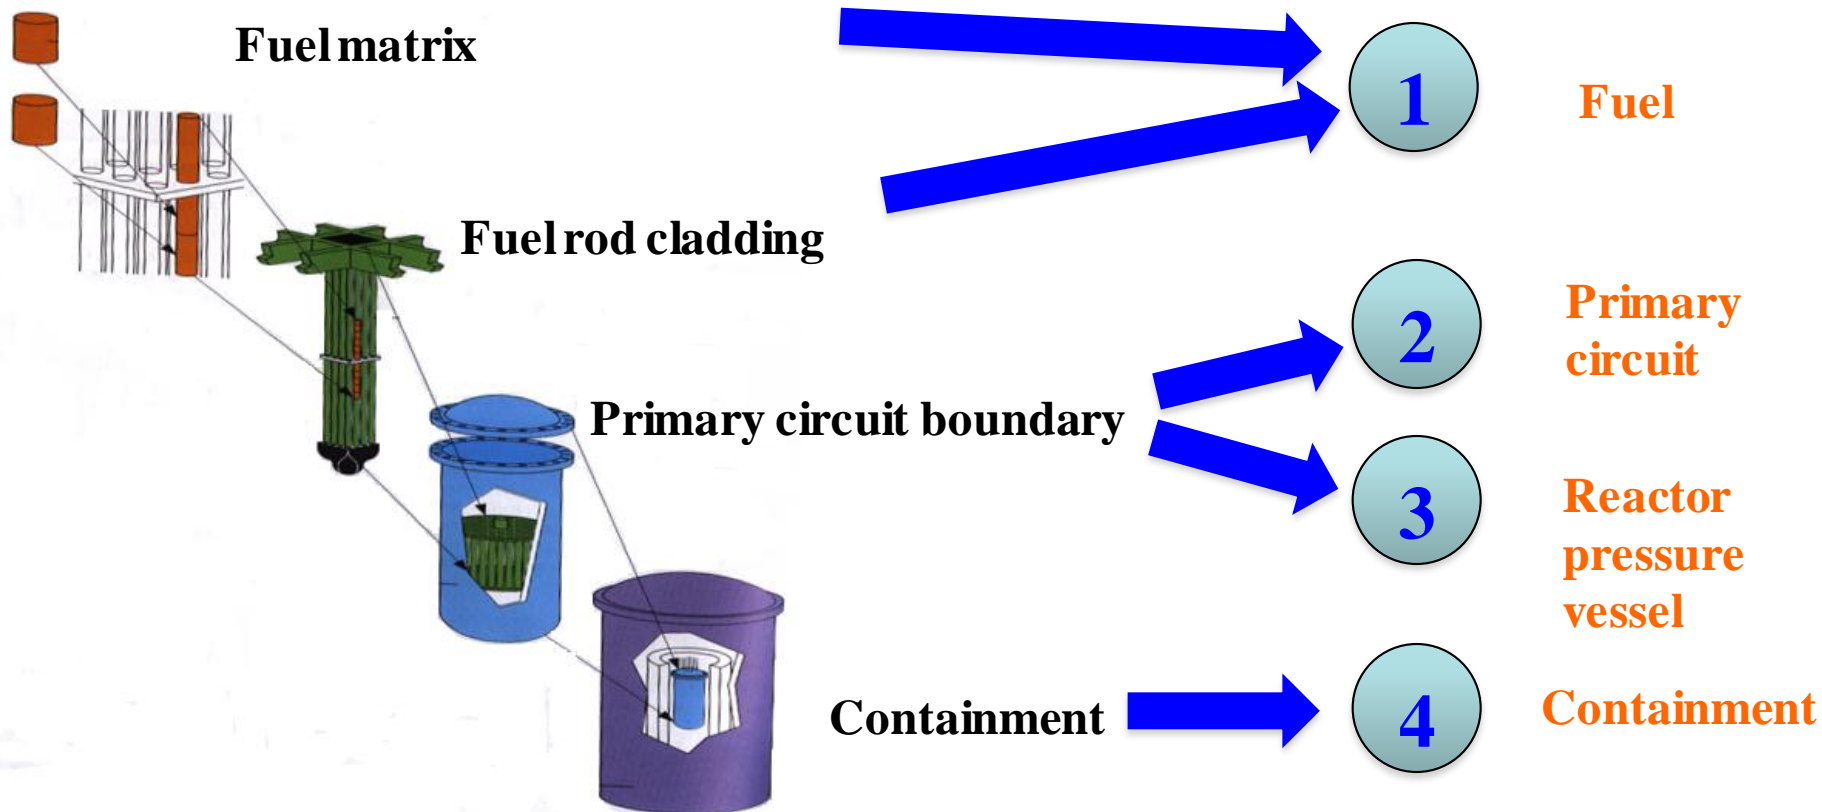 Fuel matrix
1
Fuel
Fuel rod cladding
2
Primary
circuit
Primary circuit boundary
3
Reactor
pressure
vessel
Containment
4
Containment